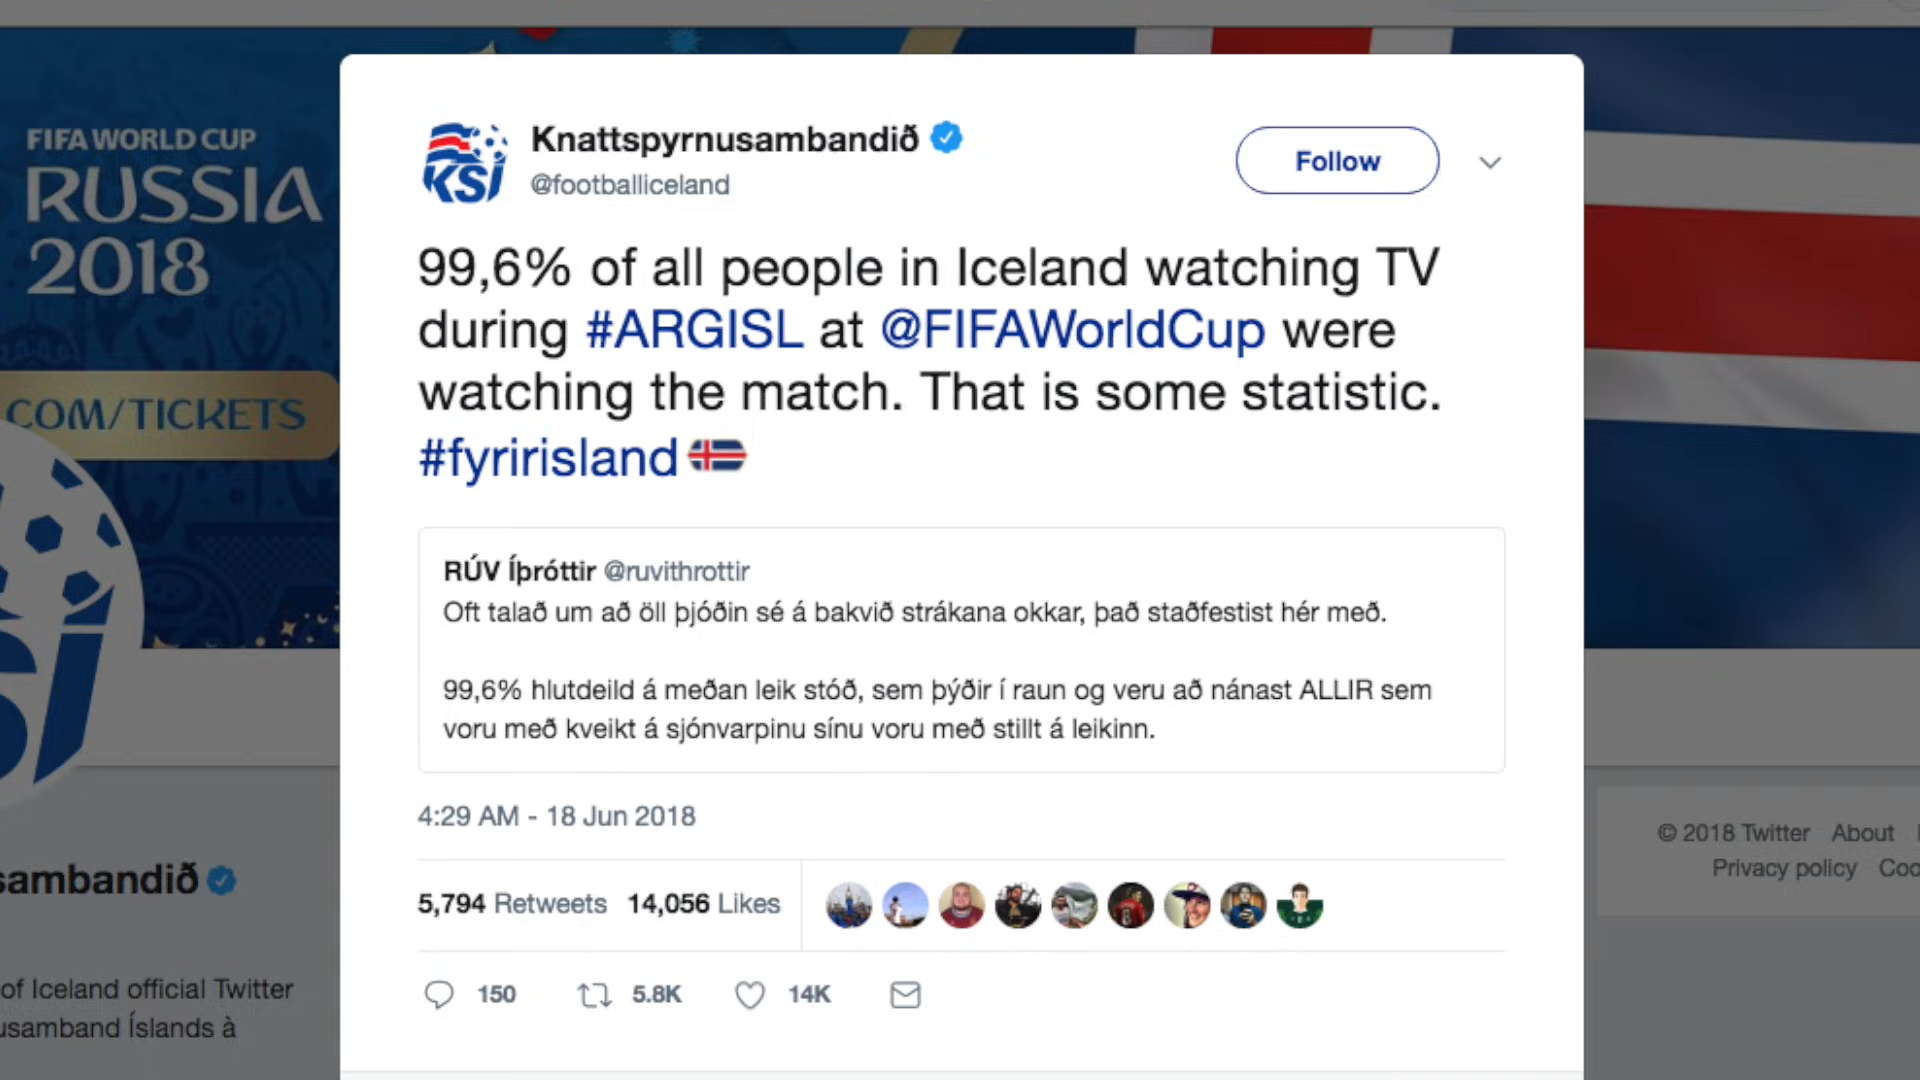 FIFA WORLD CUP
RUSSIA
2018
COM/TICKETS
Knattspyrnusambandið
@footballiceland
Follow
KSÍ
99,6% of all people in Iceland watching TV
during #ARGISL at @FIFAWorldCup were
watching the match. That is some statistic.
#fyririsland
RÚV Íþróttir @ruvithrottir
Oft talað um að öll þjóðin sé á bakvið strákana okkar, það staðfestist hér með.
99,6% hlutdeild á meðan leik stóð, sem þýðir í raun og veru að nánast ALLIR sem
voru með kveikt á sjónvarpinu sínu voru með stillt á leikinn.
4:29 AM - 18 Jun 2018
5,794 Retweets 14,056 Likes
150 5.8K 14K
sambandið
of Iceland official Twitter
usamband Íslands à
© 2018 Twitter About
Privacy policy Coo